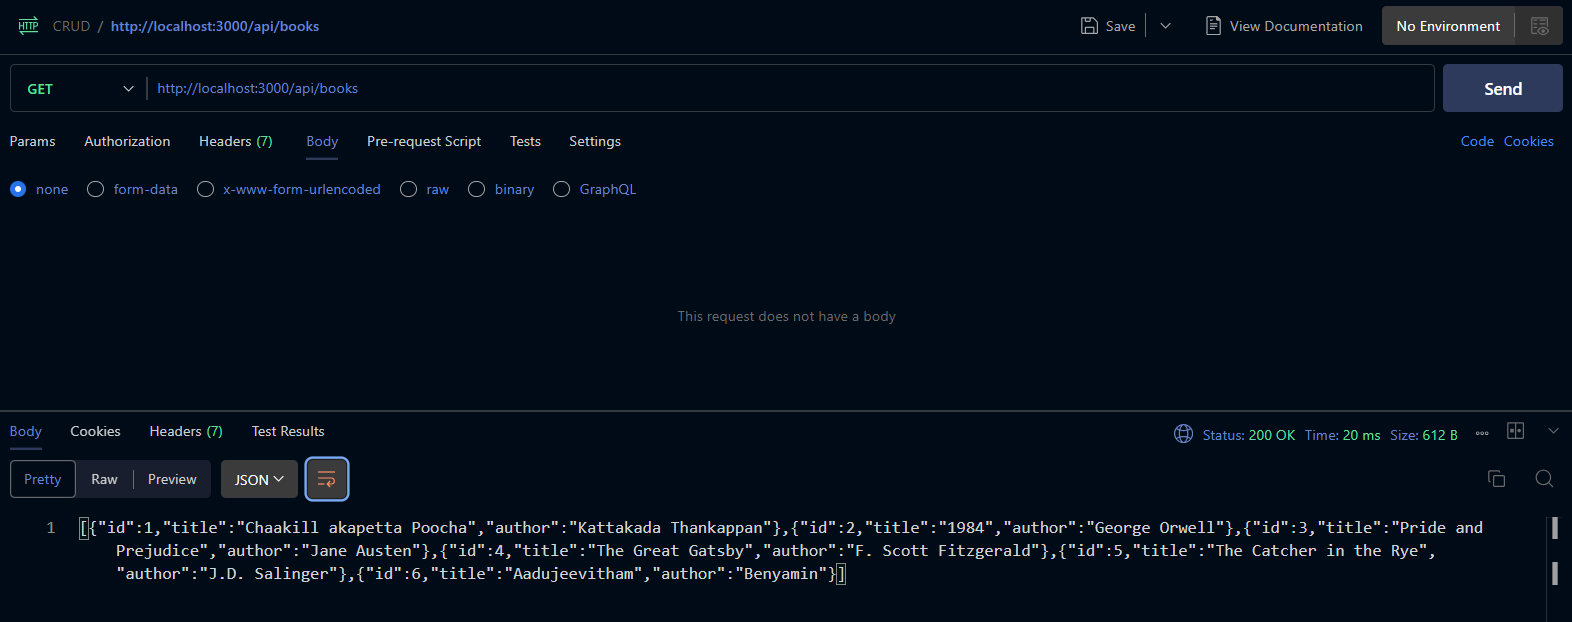 HTTP CRUD / http://localhost:3000/api/books Save View Documentation No Environment
GET http://localhost:3000/api/books Send
Params Authorization Headers (7) Body Pre-request Script Tests Settings Code Cookies
none form-data x-www-form-urlencoded raw binary GraphQL
This request does not have a body
Body Cookies Headers (7) Test Results Status: 200 OK Time: 20 ms Size: 612 B
Pretty Raw Preview JSON
1 [{"id":1,"title":"Chaakill akapetta Poocha","author":"Kattakada Thankappan"},{"id":2,"title":"1984","author":"George Orwell"},{"id":3,"title":"Pride and
Prejudice","author":"Jane Austen"},{"id":4,"title":"The Great Gatsby","author":"F. Scott Fitzgerald"},{"id":5,"title":"The Catcher in the Rye",
"author":"J.D. Salinger"},{"id":6,"title":"Aadujeevitham","author":"Benyamin"}]